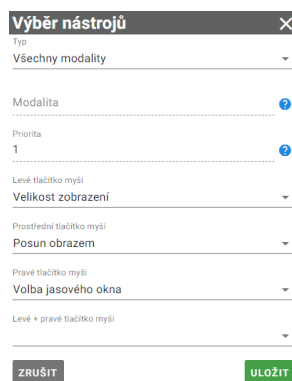 Výběr nástrojů
Typ
Všechny modality
Modalita
Priorita
1
Levé tlačítko myši
Velikost zobrazení
Prostřední tlačítko myši
Posun obrazem
Pravé tlačítko myši
Volba jasového okna
Levé + pravé tlačítko myši
ZRUŠIT
ULOŽIT